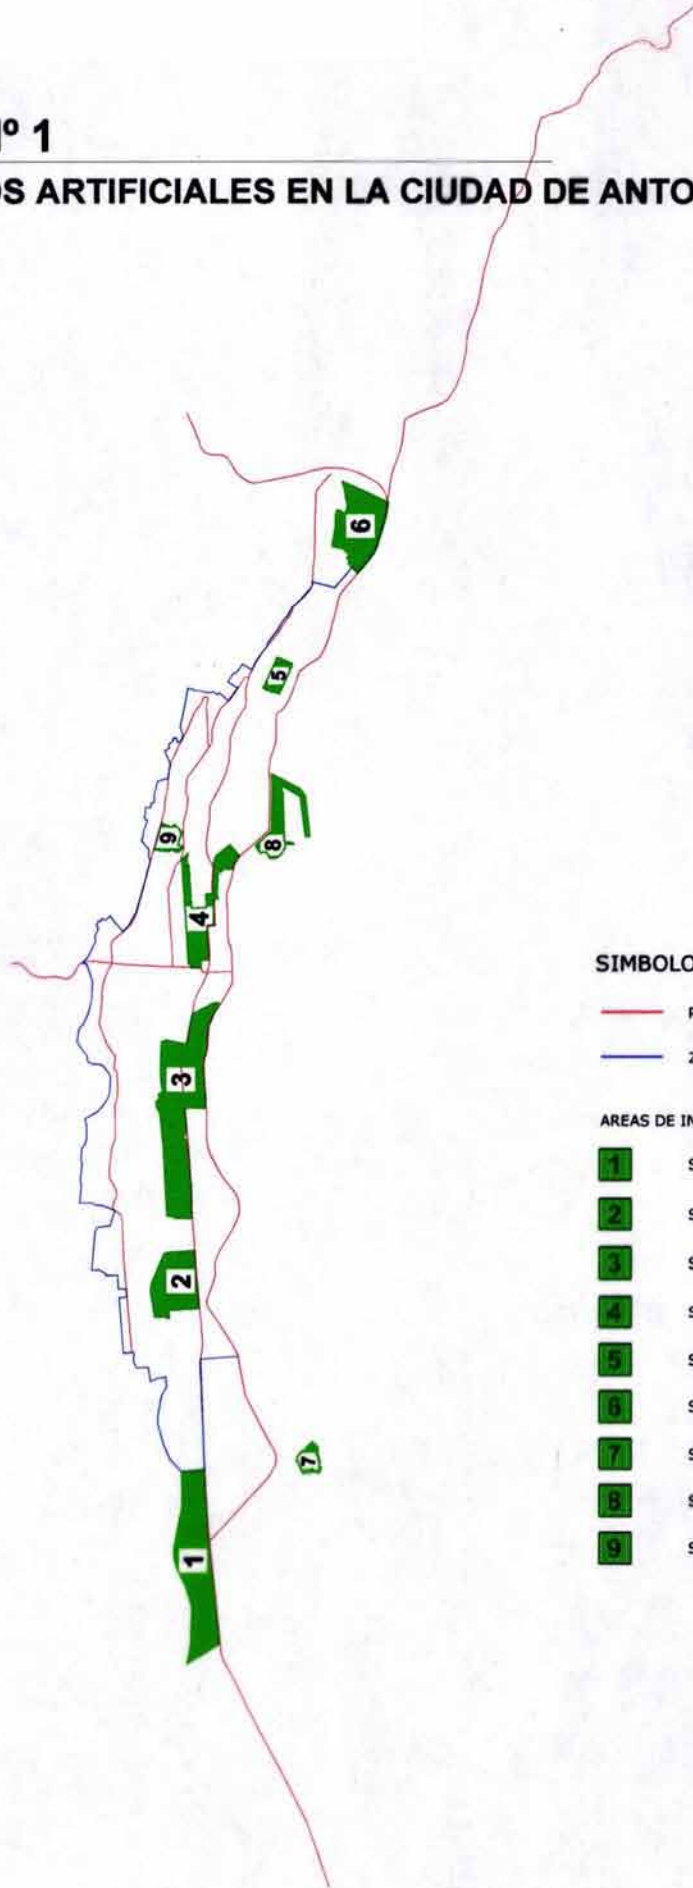 º 1
OS ARTIFICIALES EN LA CIUDAD DE ANTO
6
5
9
8
4
3
2
7
1
SIMBOLO
AREAS DE IN
1 S
2 S
3 S
4 S
5 S
6 S
7 S
8 S
9 S